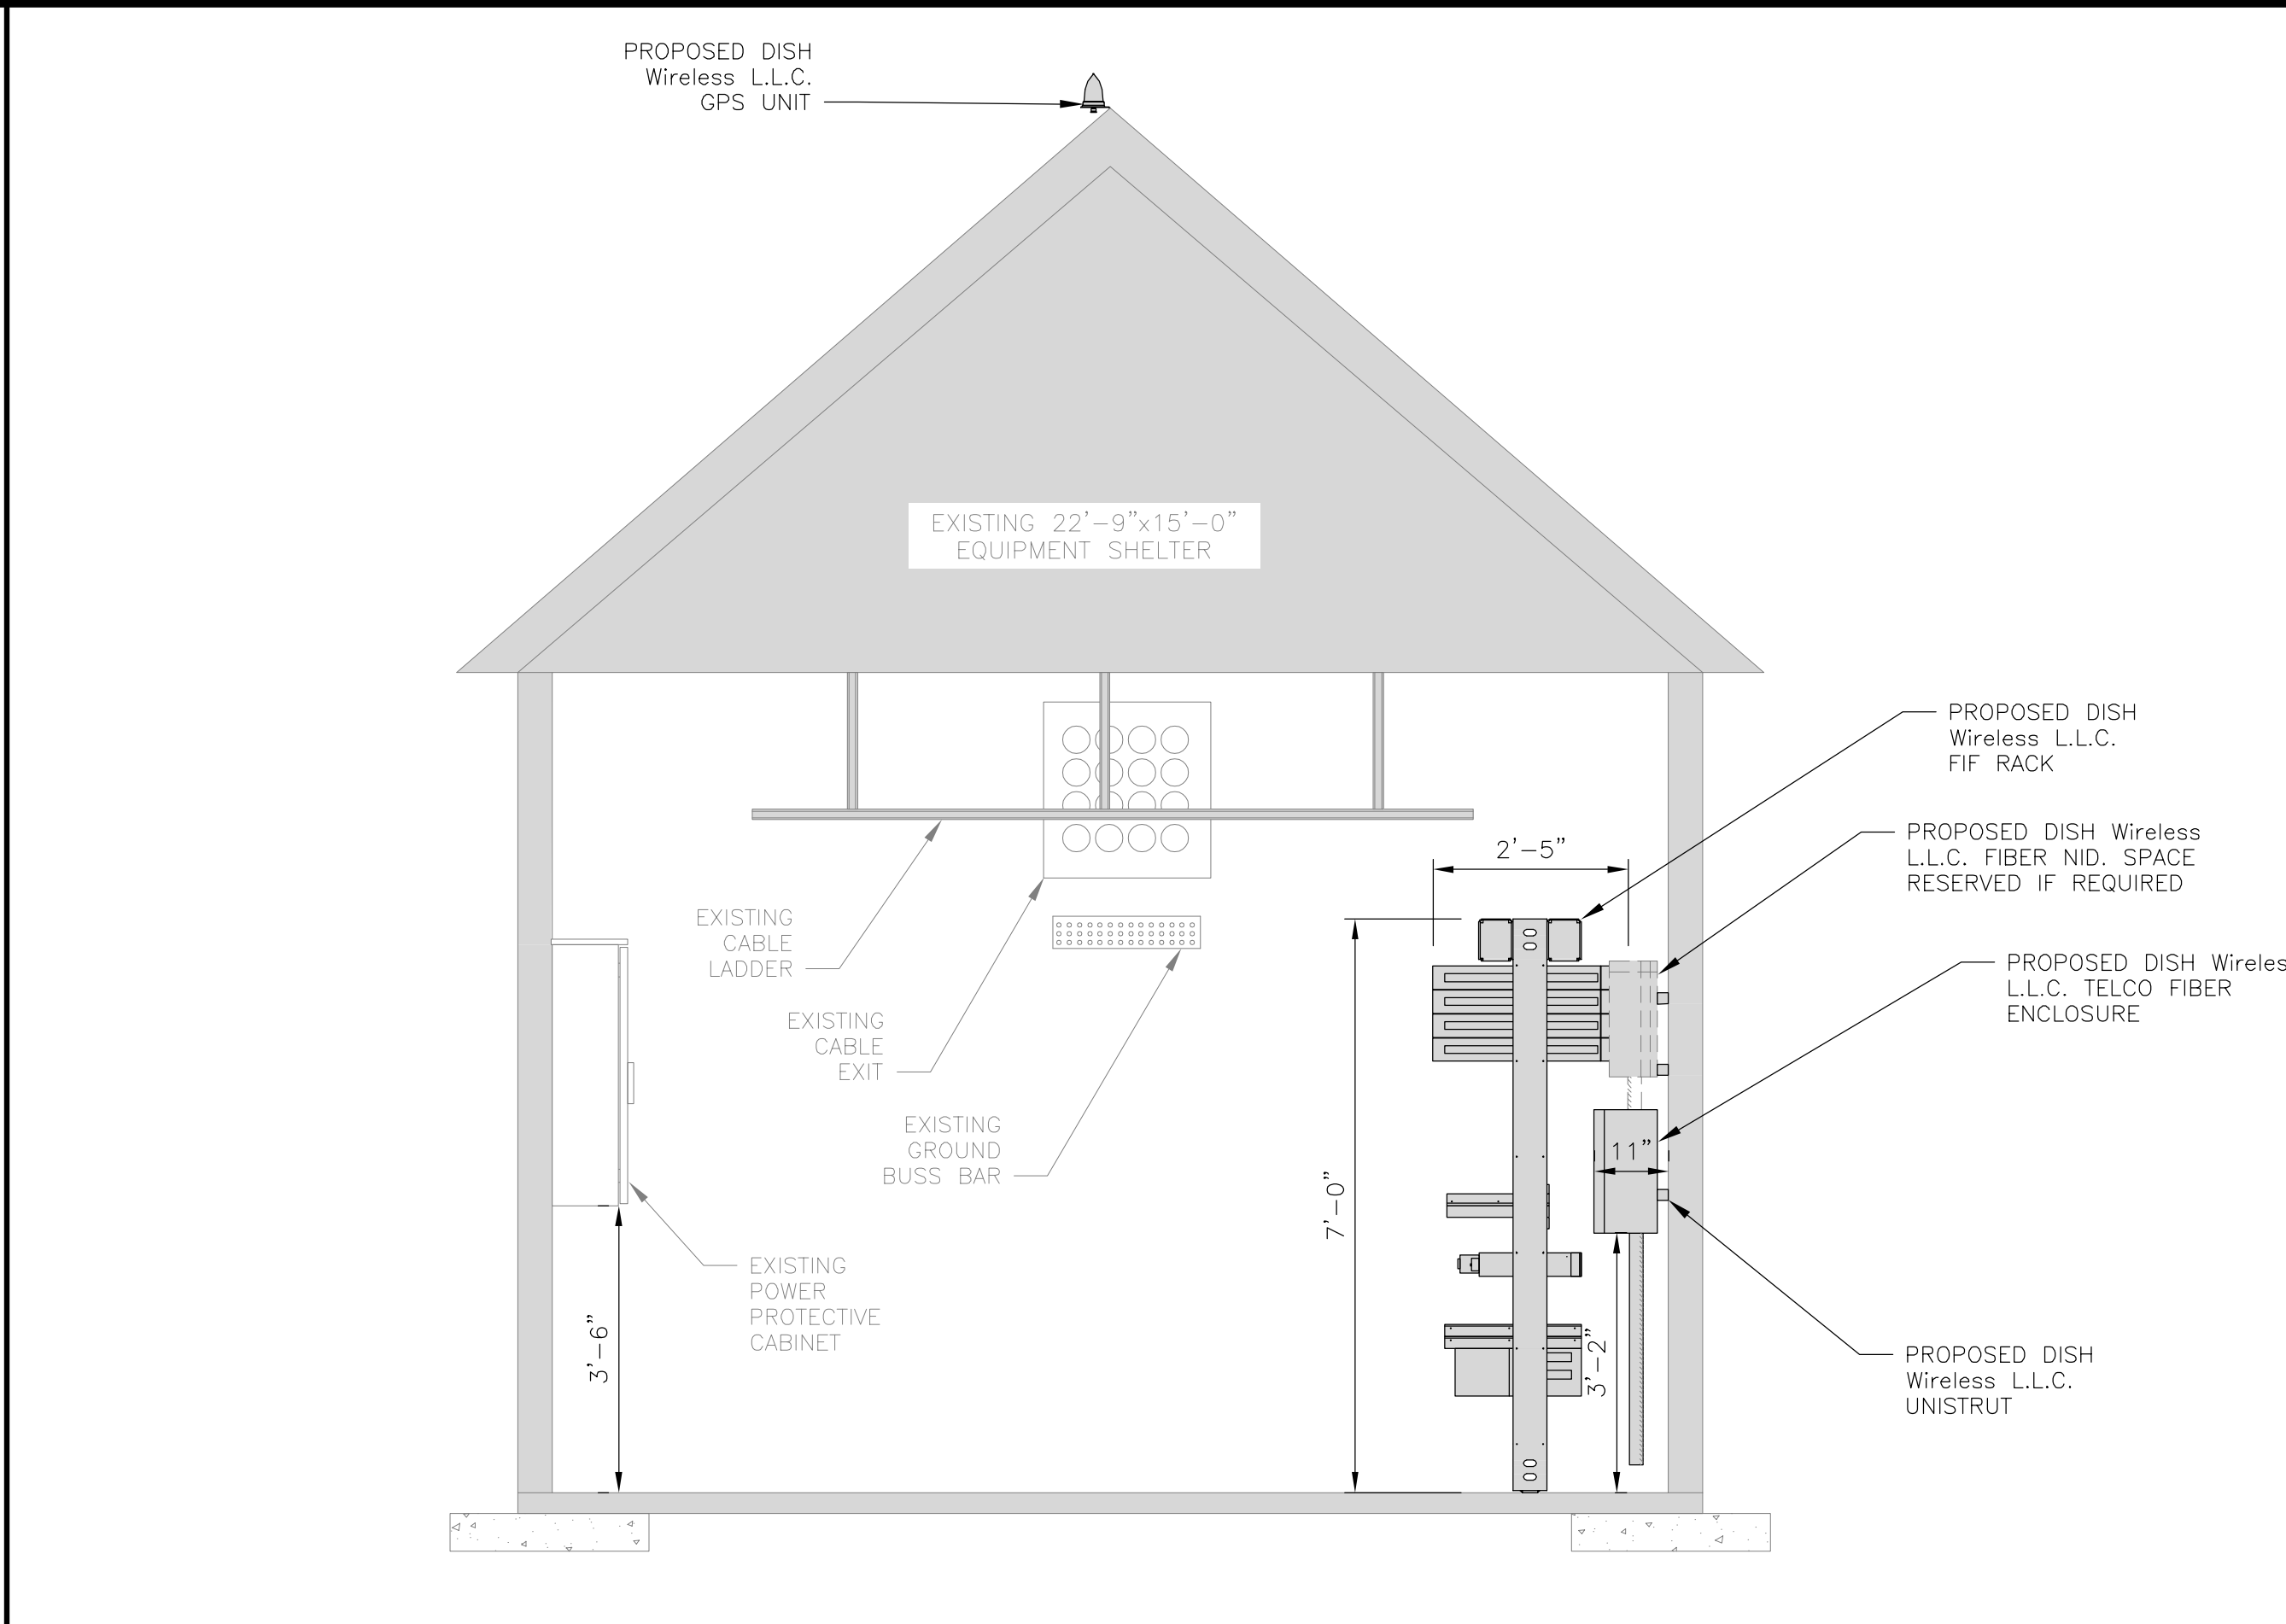 PROPOSED DISH
Wireless L.L.C.
GPS UNIT
EXISTING 22'-9"x15'-0"
EQUIPMENT SHELTER
PROPOSED DISH
Wireless L.L.C.
FIF RACK
PROPOSED DISH Wireless
L.L.C. FIBER NID. SPACE
RESERVED IF REQUIRED
2'-5"
EXISTING
CABLE
LADDER
PROPOSED DISH Wireles
L.L.C. TELCO FIBER
ENCLOSURE
EXISTING
CABLE
EXIT
EXISTING
GROUND
BUSS BAR
11"
7'-0"
EXISTING
POWER
PROTECTIVE
CABINET
3'-6"
3'-2"
PROPOSED DISH
Wireless L.L.C.
UNISTRUT